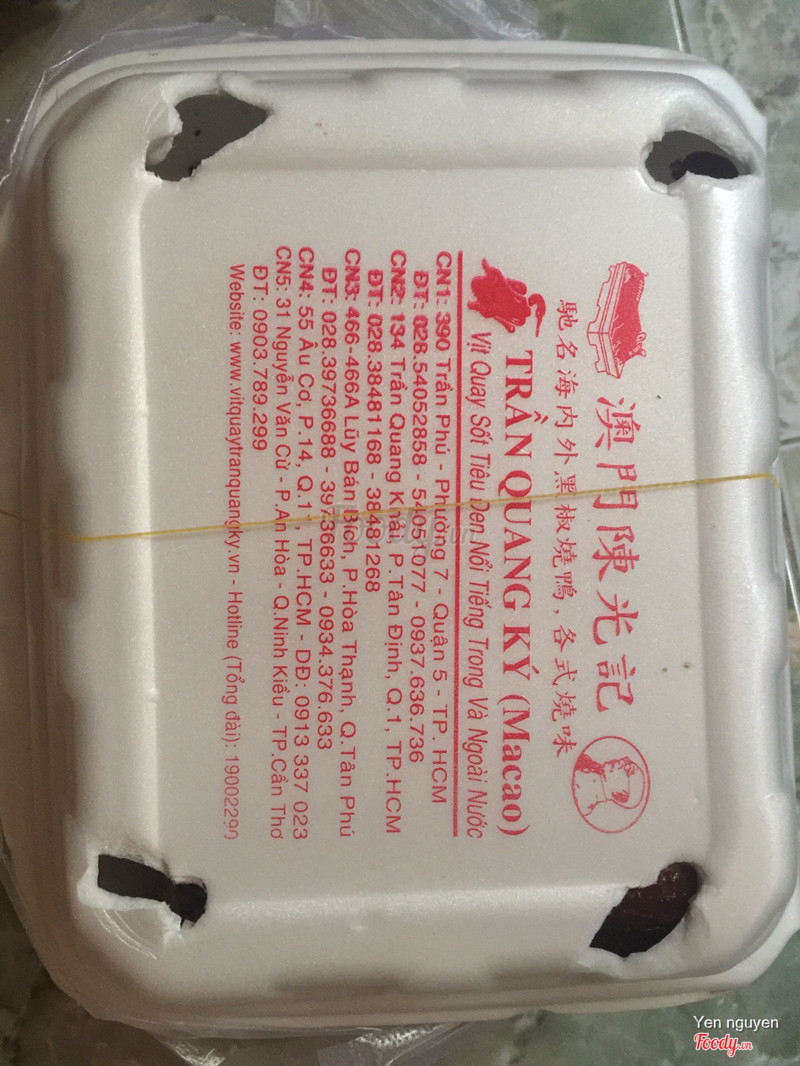 澳門陳光記
馳名海內外黑椒燒鴨, 各式燒味
TRẦN QUANG KÝ (Macao)
Vịt Quay Sốt Tiêu Đen Nổi Tiếng Trong Và Ngoài Nước
CN1: 390 Trần Phú - Phường 7 - Quận 5 - TP. HCM
ĐT: 028.54052858 - 54051077 - 0937.636.736
CN2: 134 Trần Quang Khải, P.Tân Định, Q.1, TP.HCM
ĐT: 028.38481168 - 38481268
CN3: 466-466A Lũy Bán Bích, P.Hòa Thạnh, Q.Tân Phú
ĐT: 028.39736688 - 39736633 - 0934.376.633
CN4: 55 Âu Cơ, P.14, Q.11, TP.HCM - DĐ: 0913 337 023
CN5: 31 Nguyễn Văn Cừ - P.An Hòa - Q.Ninh Kiều - TP.Cần Thơ
ĐT: 0903.789.299
Website: www.vitquaytranquangky.vn - Hotline (Tổng đài): 19002290
Foody.vn
Yen nguyen
Foody.vn